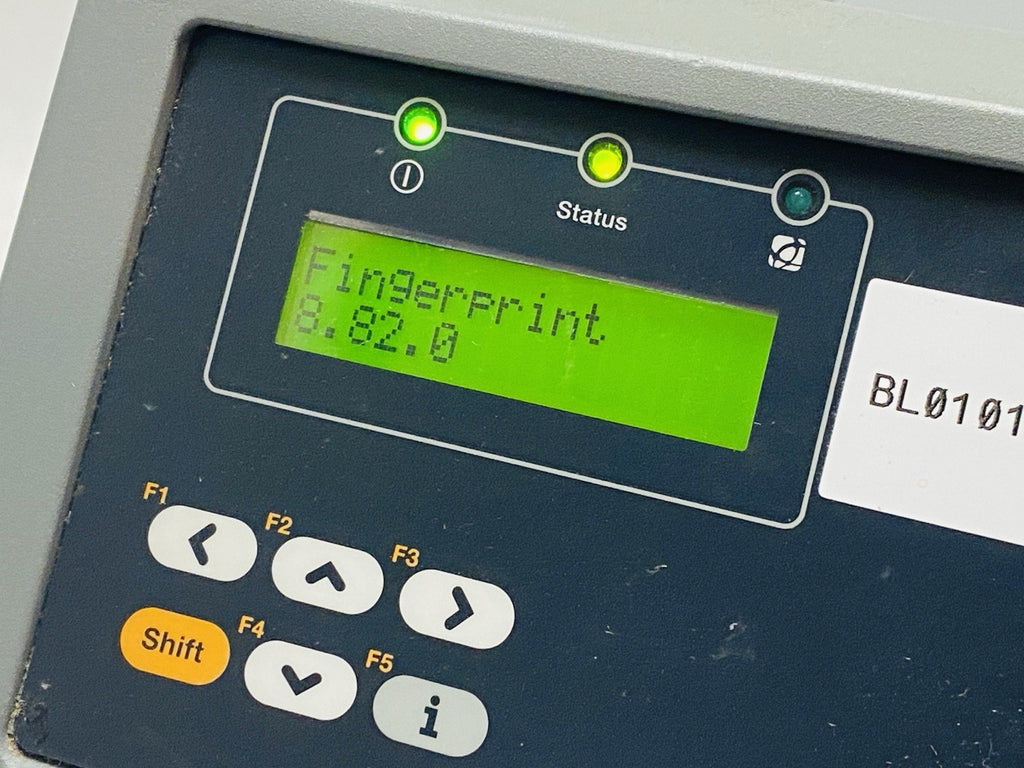 Status
Fingerprint
8.82.0
BL0101
F1
F2
F3
Shift
F4
F5
i